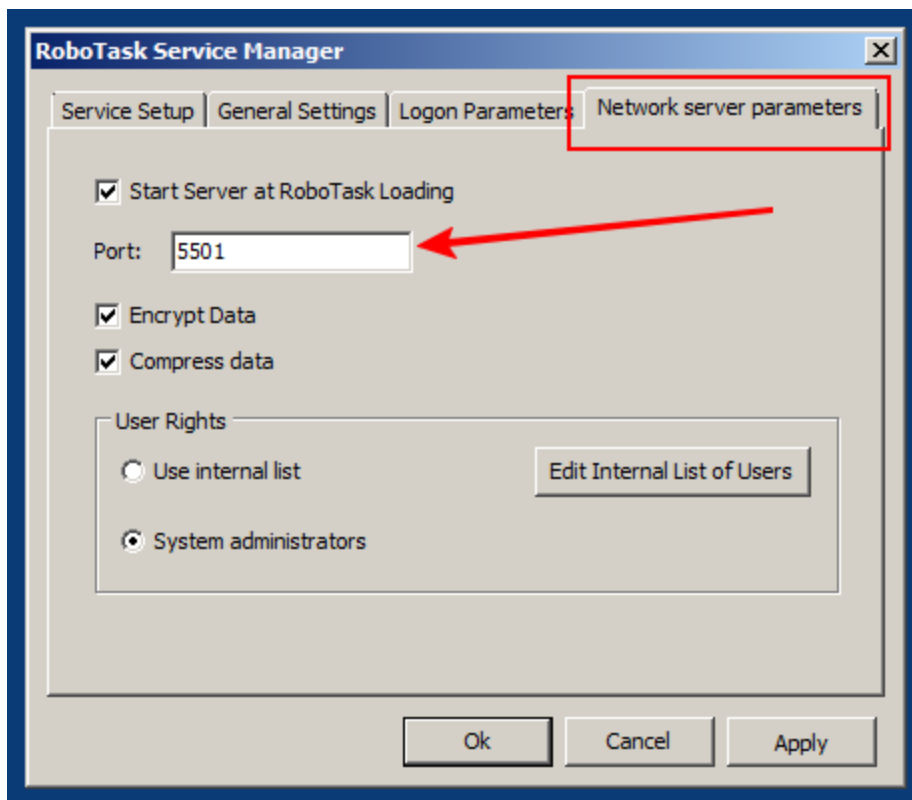 RoboTask Service Manager
Service Setup General Settings Logon Parameters Network server parameters
Start Server at RoboTask Loading
Port: 5501
Encrypt Data
Compress data
User Rights
Use internal list Edit Internal List of Users
System administrators
Ok Cancel Apply